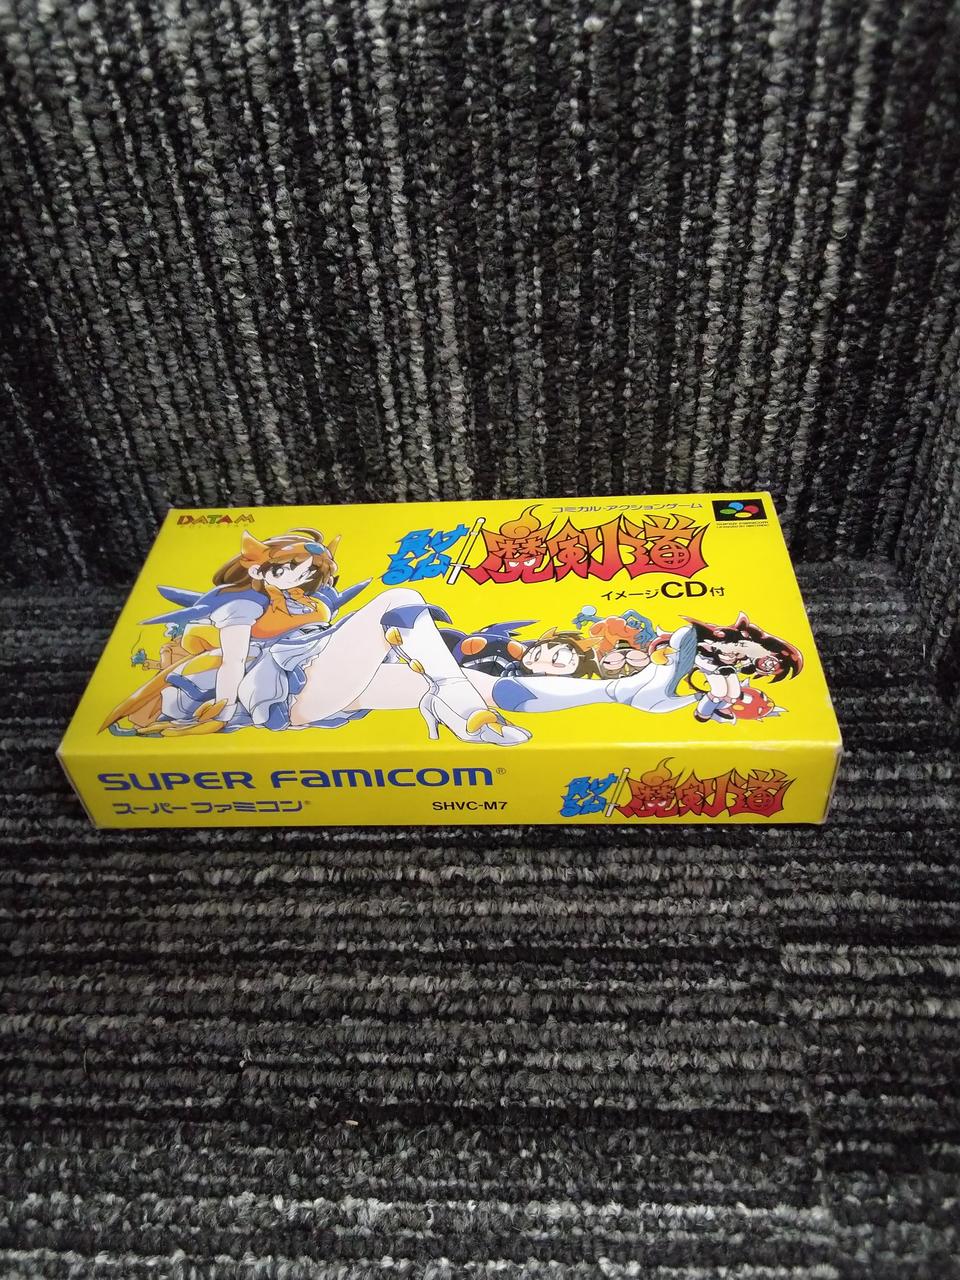 DATAM
コミカル・アクションゲーム
SUPER FAMICOM
負けるな
魔剣道
イメージCD付
SUPER FAMICOM®
スーパーファミコン®
SHVC-M7
負けるな
魔剣道